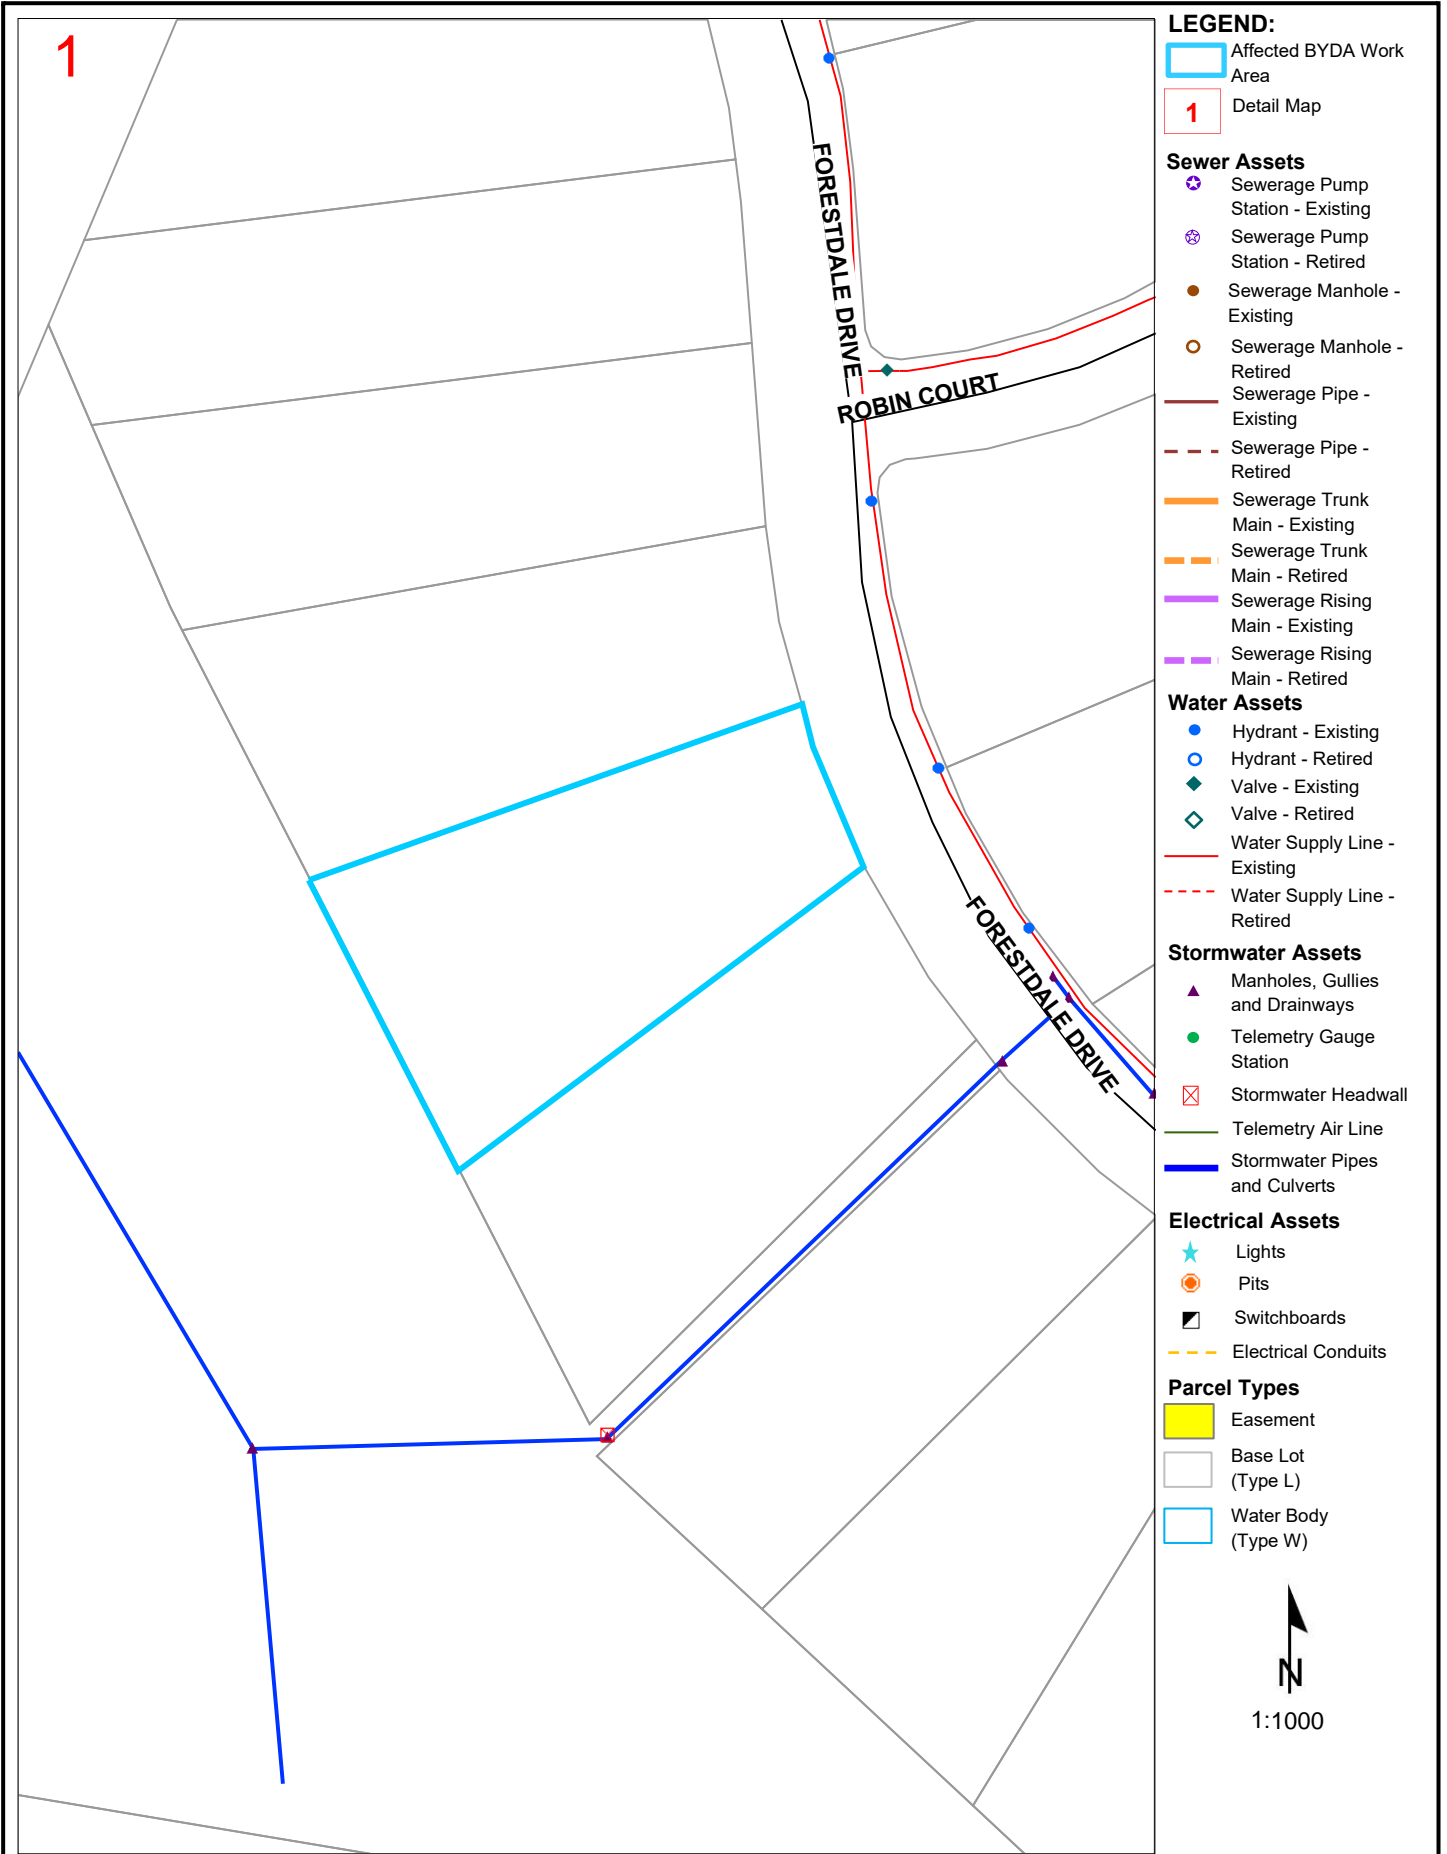 1
FORESTDALE DRIVE
ROBIN COURT
FORESTDALE DRIVE
LEGEND:
Affected BYDA Work
Area
1
Detail Map
Sewer Assets
Sewerage Pump
Station - Existing
Sewerage Pump
Station - Retired
Sewerage Manhole -
Existing
Sewerage Manhole -
Retired
Sewerage Pipe -
Existing
Sewerage Pipe -
Retired
Sewerage Trunk
Main - Existing
Sewerage Trunk
Main - Retired
Sewerage Rising
Main - Existing
Sewerage Rising
Main - Retired
Water Assets
Hydrant - Existing
Hydrant - Retired
Valve - Existing
Valve - Retired
Water Supply Line -
Existing
Water Supply Line -
Retired
Stormwater Assets
Manholes, Gullies
and Drainways
Telemetry Gauge
Station
Stormwater Headwall
Telemetry Air Line
Stormwater Pipes
and Culverts
Electrical Assets
Lights
Pits
Switchboards
Electrical Conduits
Parcel Types
Easement
Base Lot
(Type L)
Water Body
(Type W)
N
1:1000